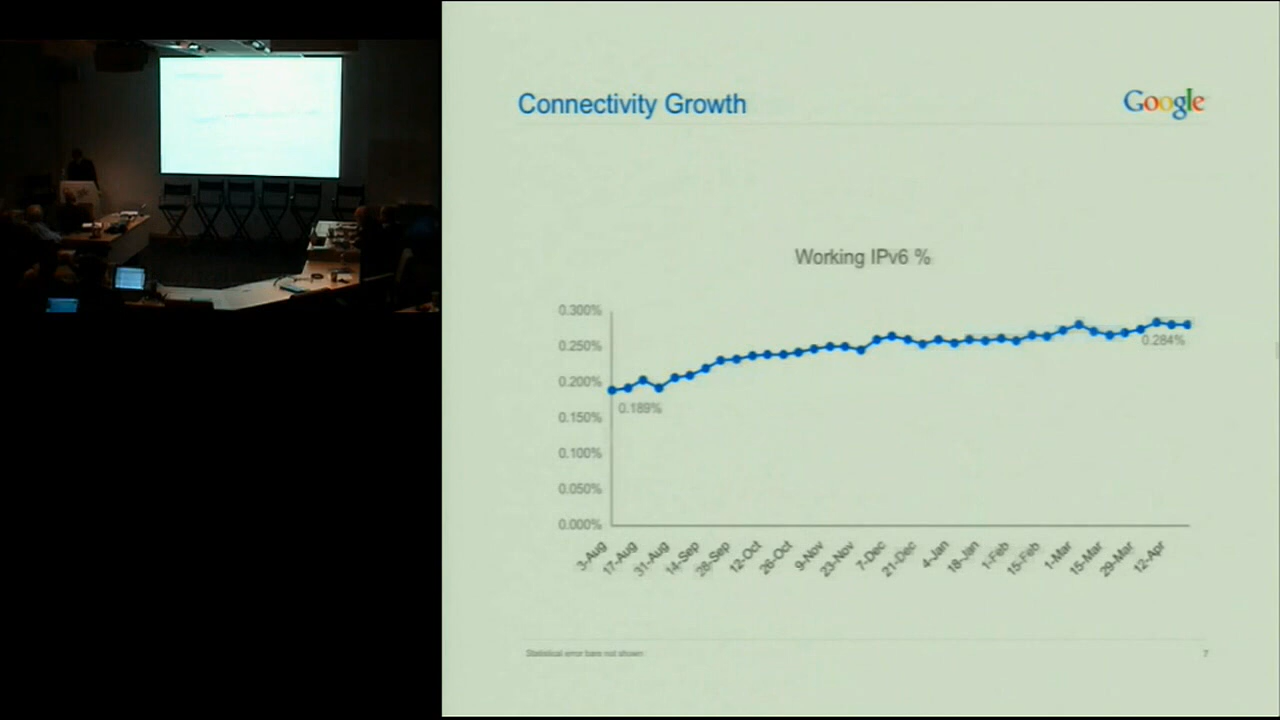 Connectivity Growth
Google
Working IPv6 %
0.300%
0.250%
0.200%
0.150%
0.100%
0.050%
0.000%
0.189%
0.284%
3-Aug
17-Aug
31-Aug
14-Sep
28-Sep
12-Oct
26-Oct
9-Nov
23-Nov
7-Dec
21-Dec
4-Jan
18-Jan
1-Feb
15-Feb
1-Mar
15-Mar
29-Mar
12-Apr
Statistical error bars not shown
7